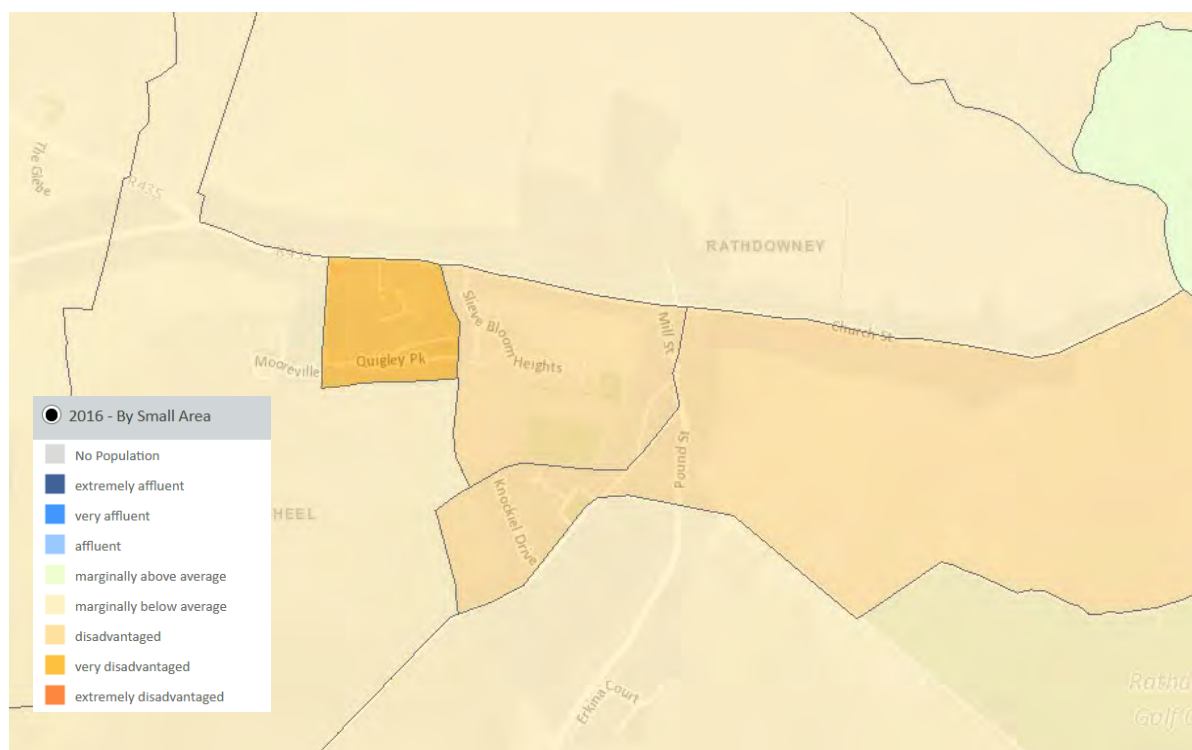 The Glebe
R435
RATHDOWNEY
R435
Slieve Bloom Heights
Mill St
Church St
Mooreville
Quigley Pk
2016 - By Small Area
No Population
extremely affluent
very affluent
affluent
marginally above average
marginally below average
disadvantaged
very disadvantaged
extremely disadvantaged
HEEL
Knockiel Drive
Pound St
Erkina Court
Rathd
Golf C